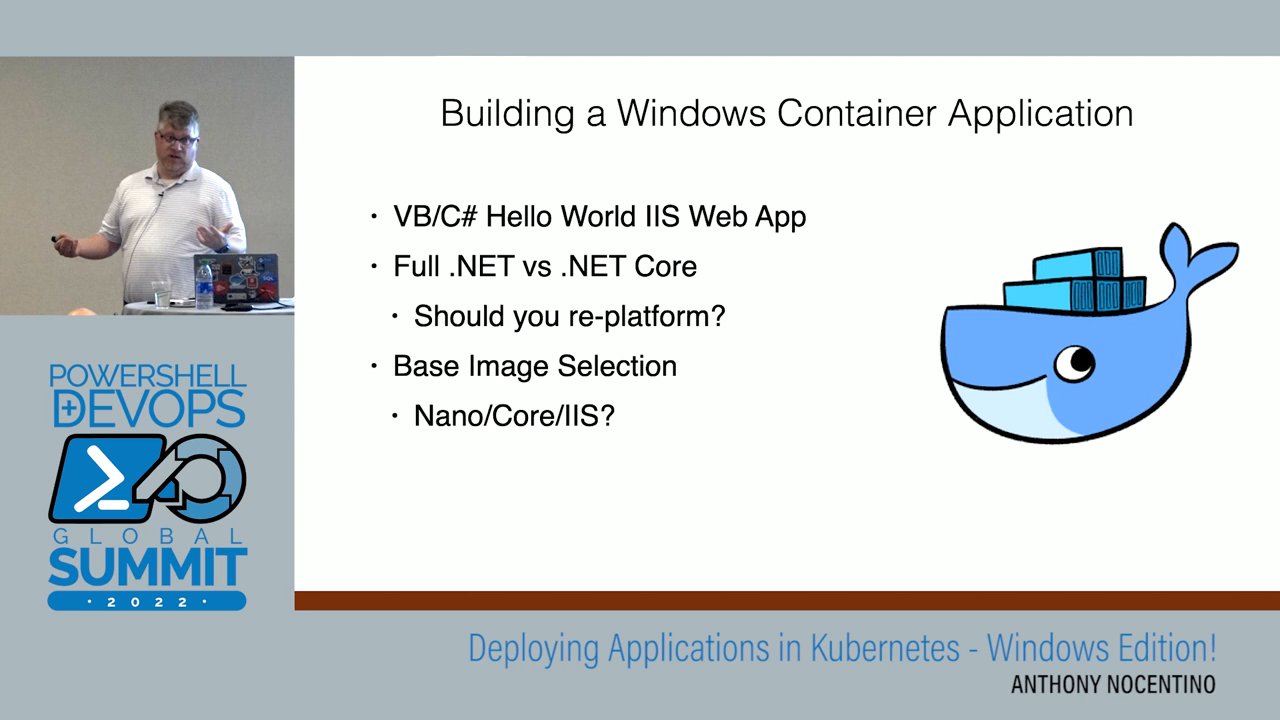 Building a Windows Container Application
• VB/C# Hello World IIS Web App
• Full .NET vs .NET Core
• Should you re-platform?
• Base Image Selection
• Nano/Core/IIS?
POWERSHELL
DEVOPS
GLOBAL
SUMMIT
· 2022 ·
Deploying Applications in Kubernetes - Windows Edition!
ANTHONY NOCENTINO